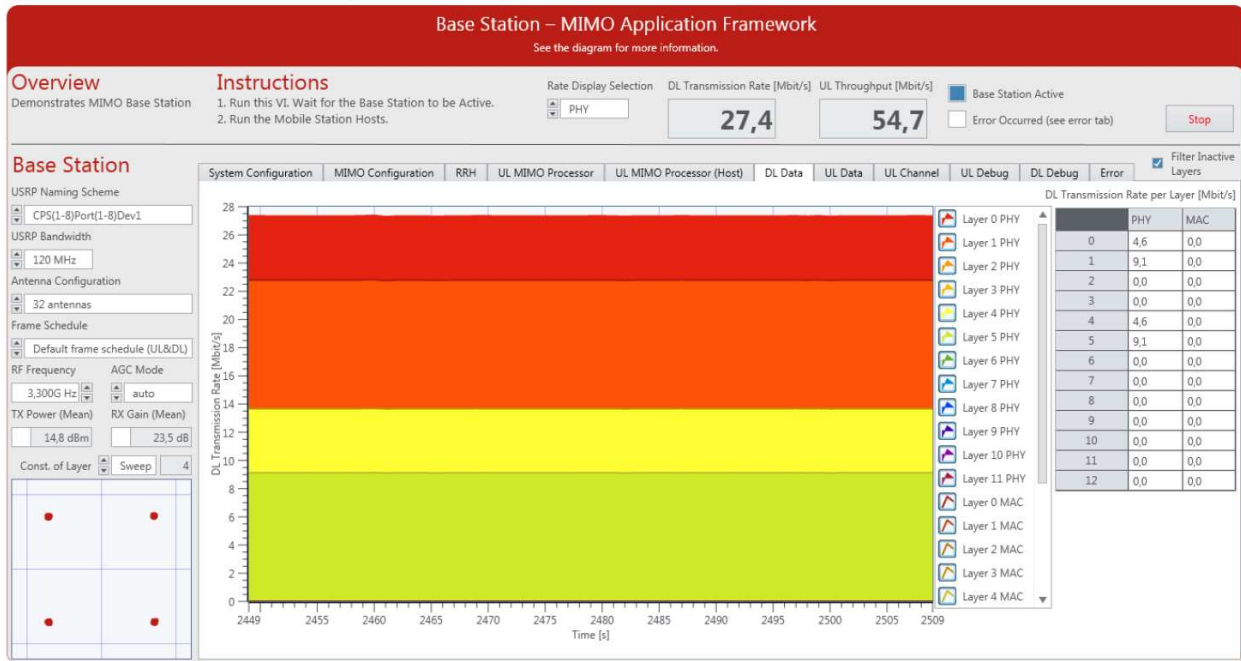 Base Station – MIMO Application Framework
See the diagram for more information.
Overview
Demonstrates MIMO Base Station
Instructions
1. Run this VI. Wait for the Base Station to be Active.
2. Run the Mobile Station Hosts.
Rate Display Selection
PHY
DL Transmission Rate [Mbit/s]
27,4
UL Throughput [Mbit/s]
54,7
Base Station Active
Error Occurred (see error tab)
Stop
Base Station
USRP Naming Scheme
CPS(1-8)Port(1-8)Dev1
USRP Bandwidth
120 MHz
Antenna Configuration
32 antennas
Frame Schedule
Default frame schedule (UL&DL)
RF Frequency AGC Mode
3,300G Hz auto
TX Power (Mean) RX Gain (Mean)
14,8 dBm 23,5 dB
Const. of Layer Sweep 4
System Configuration MIMO Configuration RRH UL MIMO Processor UL MIMO Processor (Host) DL Data UL Data UL Channel UL Debug DL Debug Error
Filter Inactive
Layers
DL Transmission Rate [Mbit/s]
28
26
24
22
20
18
16
14
12
10
8
6
4
2
0
2449 2455 2460 2465 2470 2475 2480 2485 2490 2495 2500 2505 2509
Time [s]
Layer 0 PHY
Layer 1 PHY
Layer 2 PHY
Layer 3 PHY
Layer 4 PHY
Layer 5 PHY
Layer 6 PHY
Layer 7 PHY
Layer 8 PHY
Layer 9 PHY
Layer 10 PHY
Layer 11 PHY
Layer 0 MAC
Layer 1 MAC
Layer 2 MAC
Layer 3 MAC
Layer 4 MAC
DL Transmission Rate per Layer [Mbit/s]
PHY MAC
0 4,6 0,0
1 9,1 0,0
2 0,0 0,0
3 0,0 0,0
4 4,6 0,0
5 9,1 0,0
6 0,0 0,0
7 0,0 0,0
8 0,0 0,0
9 0,0 0,0
10 0,0 0,0
11 0,0 0,0
12 0,0 0,0